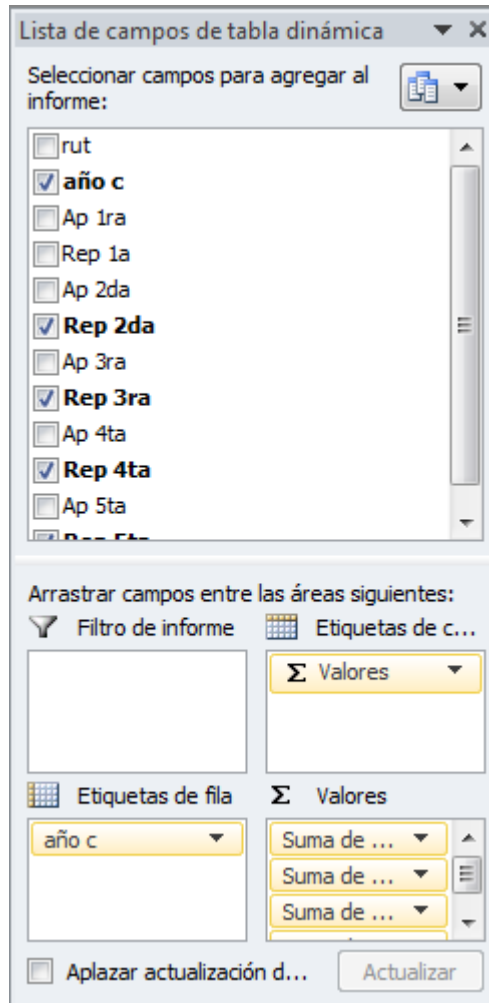 Lista de campos de tabla dinámica
Seleccionar campos para agregar al
informe:
rut
año c
Ap 1ra
Rep 1a
Ap 2da
Rep 2da
Ap 3ra
Rep 3ra
Ap 4ta
Rep 4ta
Ap 5ta
Rep 5ta
Arrastrar campos entre las áreas siguientes:
Filtro de informe
Etiquetas de c...
Σ Valores
Etiquetas de fila
Σ Valores
año c
Suma de ...
Suma de ...
Suma de ...
Aplazar actualización d...
Actualizar